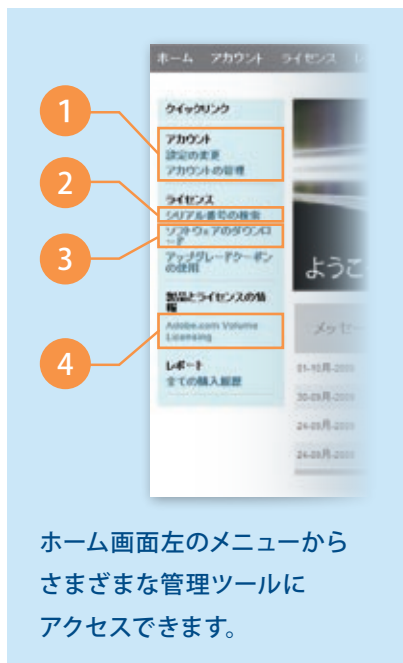 ホーム アカウント ライセンス
クイックリンク
1
アカウント
設定の変更
アカウントの管理
2
ライセンス
シリアル番号の検索
3
ソフトウェアのダウンロ
ード
アップグレードクーポン
の使用
ようこ
製品とライセンスの情
報
メッセー
4
Adobe.com Volume
Licensing
レポート
全ての購入履歴
ホーム画面左のメニューから
さまざまな管理ツールに
アクセスできます。